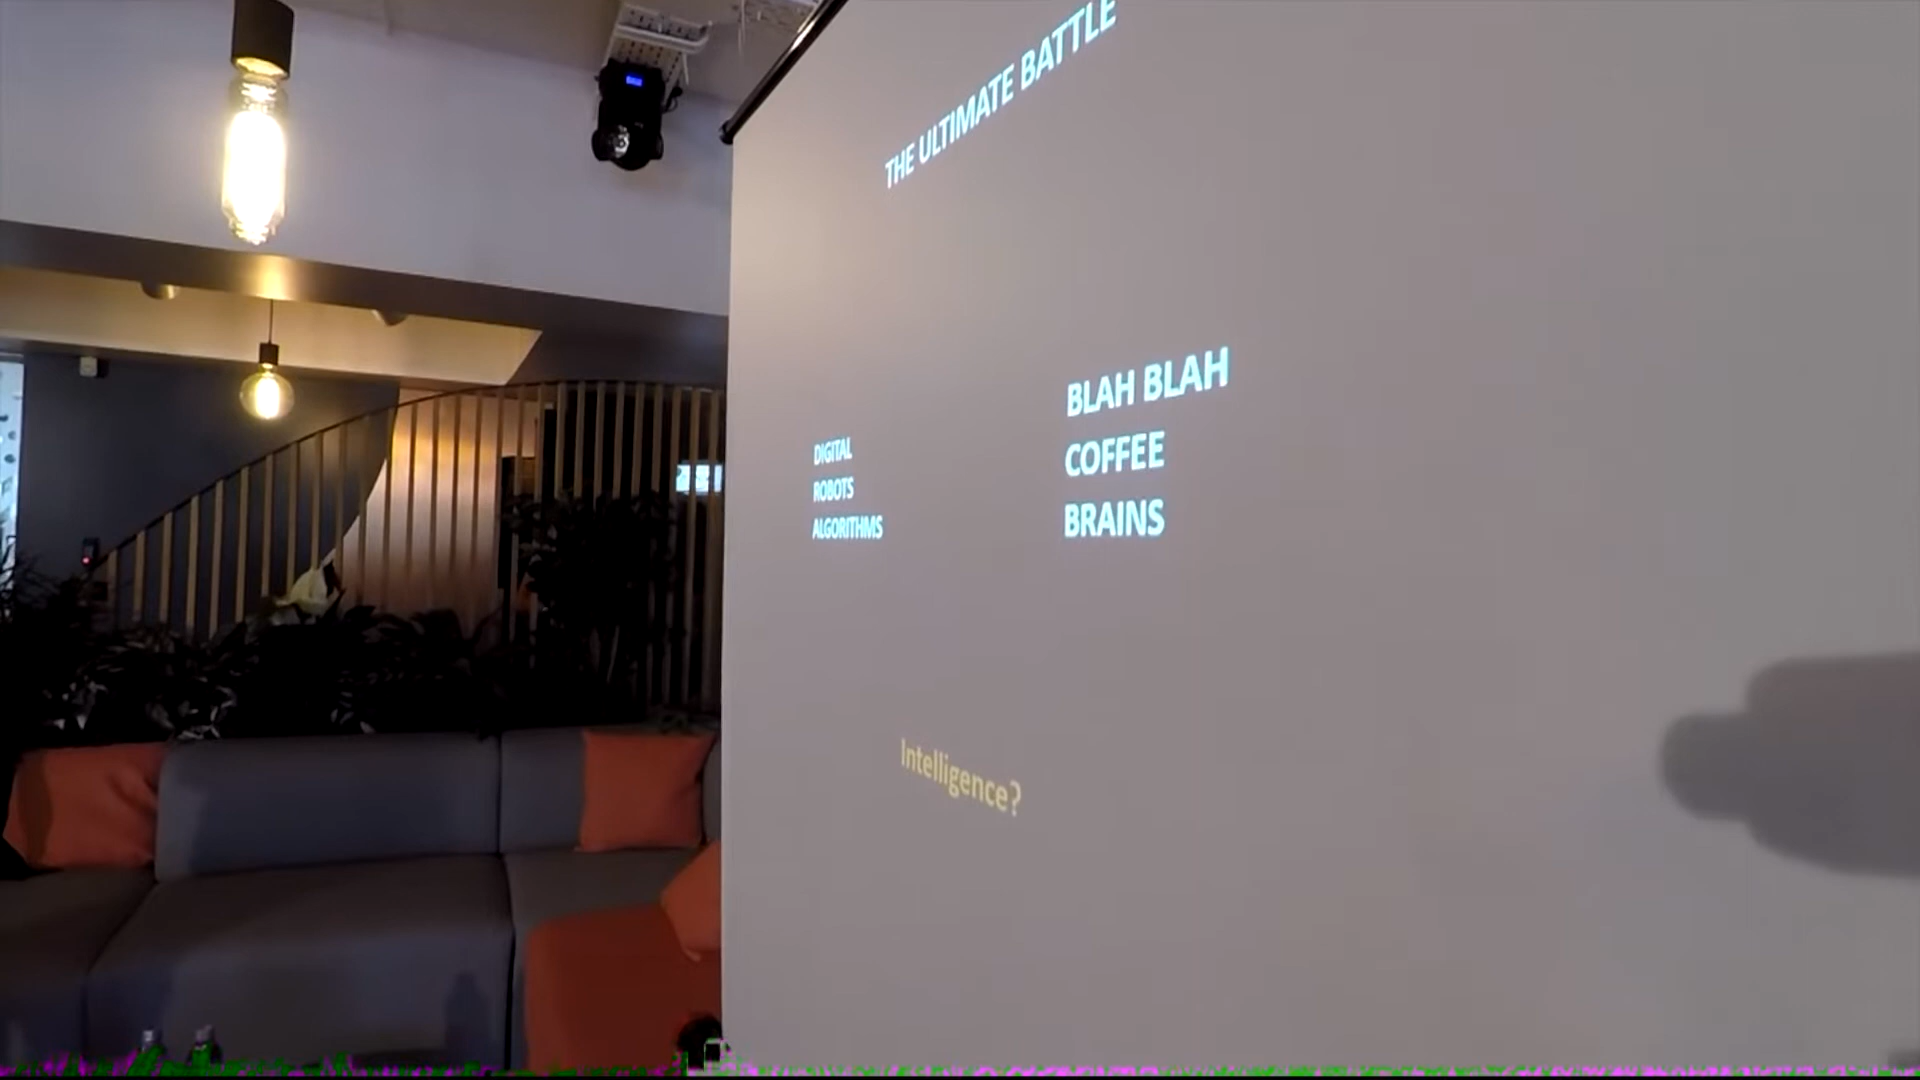 THE ULTIMATE BATTLE
DIGITAL
ROBOTS
ALGORITHMS
BLAH BLAH
COFFEE
BRAINS
Intelligence?